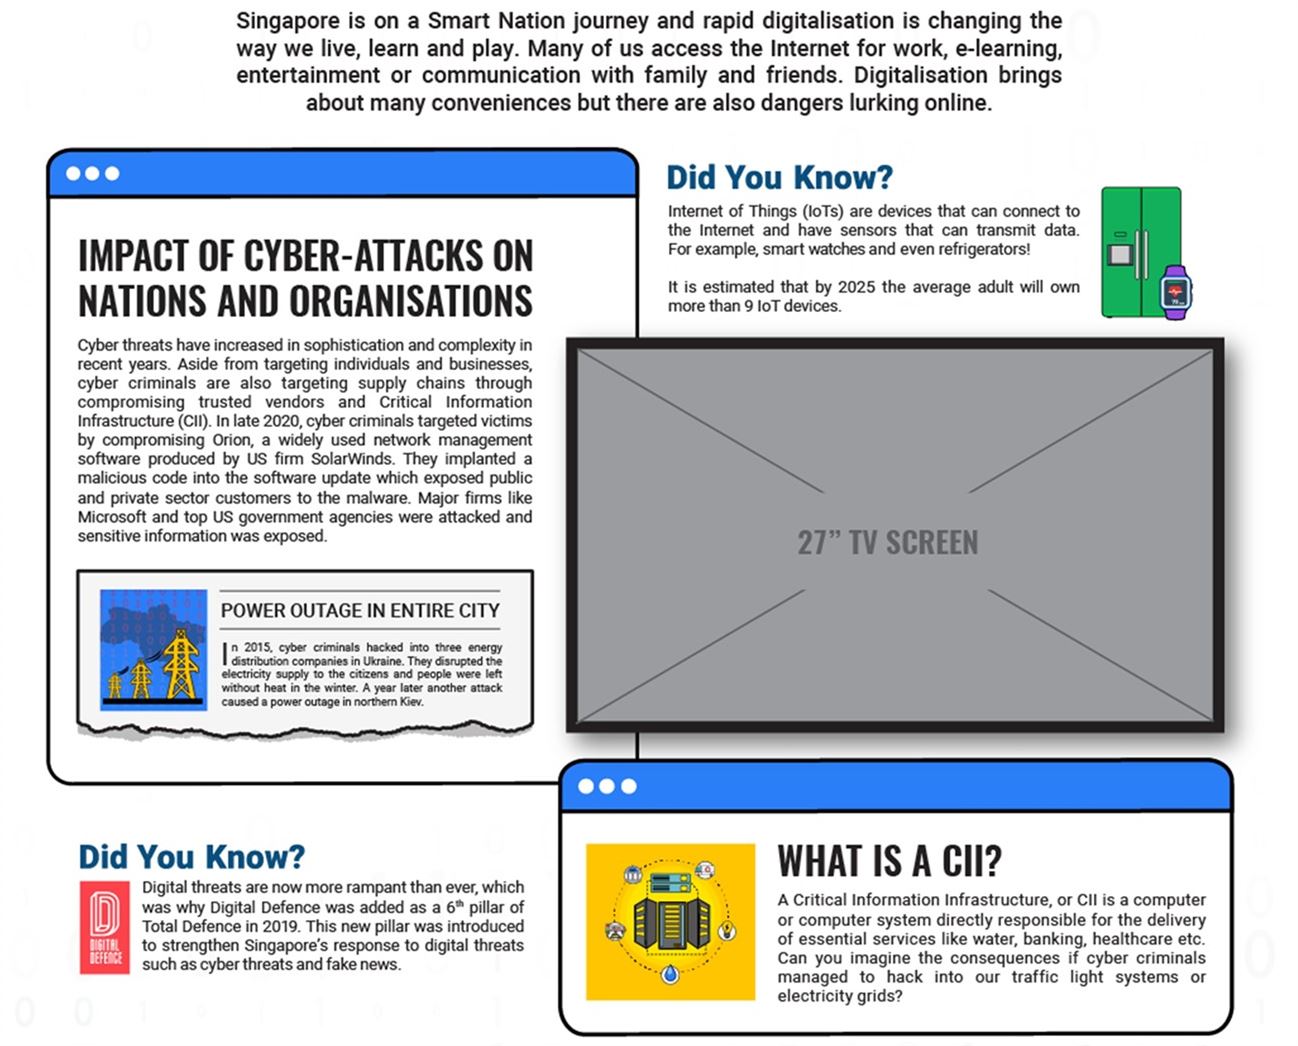 Singapore is on a Smart Nation journey and rapid digitalisation is changing the
way we live, learn and play. Many of us access the Internet for work, e-learning,
entertainment or communication with family and friends. Digitalisation brings
about many conveniences but there are also dangers lurking online.
IMPACT OF CYBER-ATTACKS ON
NATIONS AND ORGANISATIONS
Cyber threats have increased in sophistication and complexity in
recent years. Aside from targeting individuals and businesses,
cyber criminals are also targeting supply chains through
compromising trusted vendors and Critical Information
Infrastructure (CII). In late 2020, cyber criminals targeted victims
by compromising Orion, a widely used network management
software produced by US firm SolarWinds. They implanted a
malicious code into the software update which exposed public
and private sector customers to the malware. Major firms like
Microsoft and top US government agencies were attacked and
sensitive information was exposed.
POWER OUTAGE IN ENTIRE CITY
In 2015, cyber criminals hacked into three energy
distribution companies in Ukraine. They disrupted the
electricity supply to the citizens and people were left
without heat in the winter. A year later another attack
caused a power outage in northern Kiev.
Did You Know?
Internet of Things (IoTs) are devices that can connect to
the Internet and have sensors that can transmit data.
For example, smart watches and even refrigerators!
It is estimated that by 2025 the average adult will own
more than 9 IoT devices.
27” TV SCREEN
Did You Know?
DIGITAL
DEFENCE
Digital threats are now more rampant than ever, which
was why Digital Defence was added as a 6th pillar of
Total Defence in 2019. This new pillar was introduced
to strengthen Singapore’s response to digital threats
such as cyber threats and fake news.
WHAT IS A CII?
A Critical Information Infrastructure, or CII is a computer
or computer system directly responsible for the delivery
of essential services like water, banking, healthcare etc.
Can you imagine the consequences if cyber criminals
managed to hack into our traffic light systems or
electricity grids?